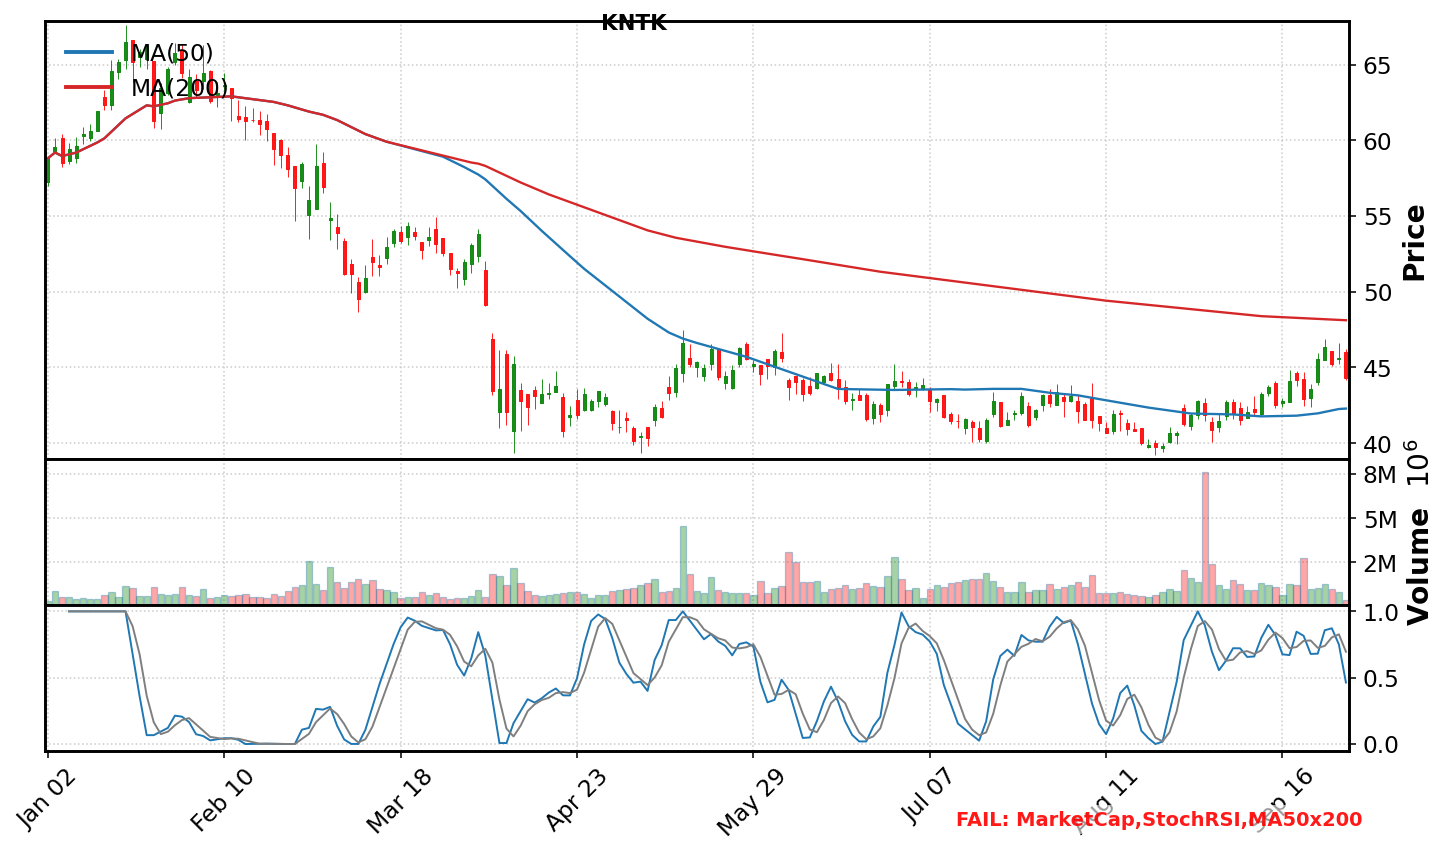 KNTK
MA(50)
MA(200)
65
60
55
50
45
40
Price
8M
5M
2M
Volume 10^6
1.0
0.5
0.0
Jan 02
Feb 10
Mar 18
Apr 23
May 29
Jul 07
Aug 11
Sep 16
FAIL: MarketCap,StochRSI,MA50x200